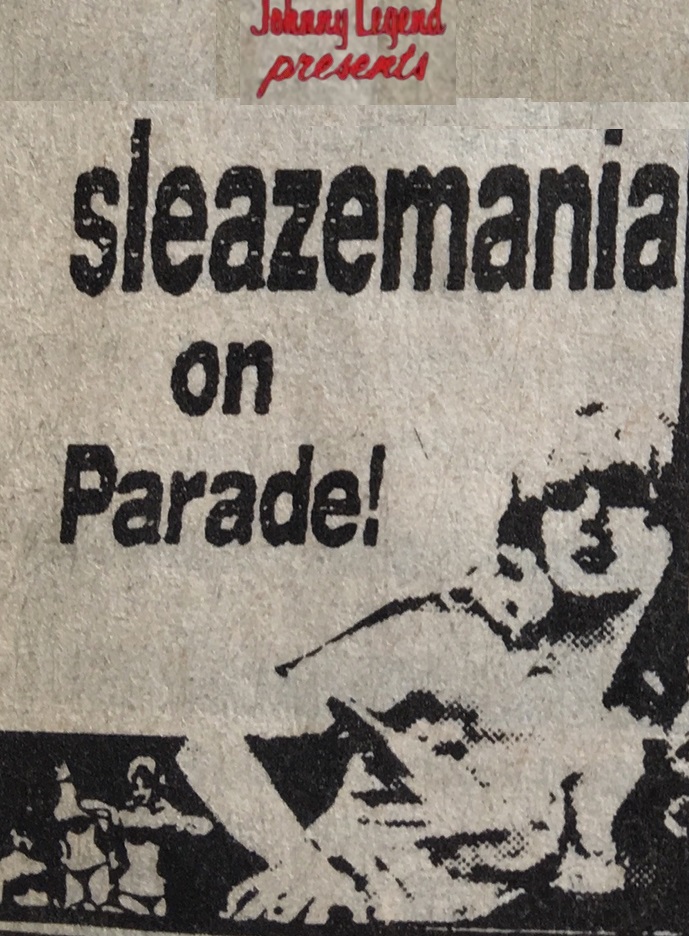 Johnny Legend
presents
sleazemania
on
Parade!